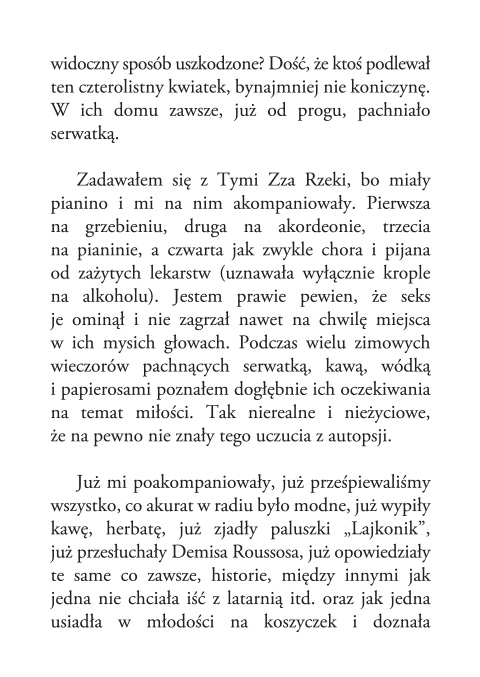 widoczny sposób uszkodzone? Dość, że ktoś podlewał
ten czterolistny kwiatek, bynajmniej nie koniczynę.
W ich domu zawsze, już od progu, pachniało
serwatką.
Zadawałem się z Tymi Zza Rzeki, bo miały
pianino i mi na nim akompaniowały. Pierwsza
na grzebieniu, druga na akordeonie, trzecia
na pianinie, a czwarta jak zwykle chora i pijana
od zażytych lekarstw (uznawała wyłącznie krople
na alkoholu). Jestem prawie pewien, że seks
je ominął i nie zagrzał nawet na chwilę miejsca
w ich mysich głowach. Podczas wielu zimowych
wieczorów pachnących serwatką, kawą, wódką
i papierosami poznałem dogłębnie ich oczekiwania
na temat miłości. Tak nierealne i nieżyciowe,
że na pewno nie znały tego uczucia z autopsji.
Już mi poakompaniowały, już prześpiewaliśmy
wszystko, co akurat w radiu było modne, już wypiły
kawę, herbatę, już zjadły paluszki „Lajkonik”,
już przesłuchały Demisa Roussosa, już opowiedziały
te same co zawsze, historie, między innymi jak
jedna nie chciała iść z latarnią itd. oraz jak jedna
usiadła w młodości na koszyczek i doznała